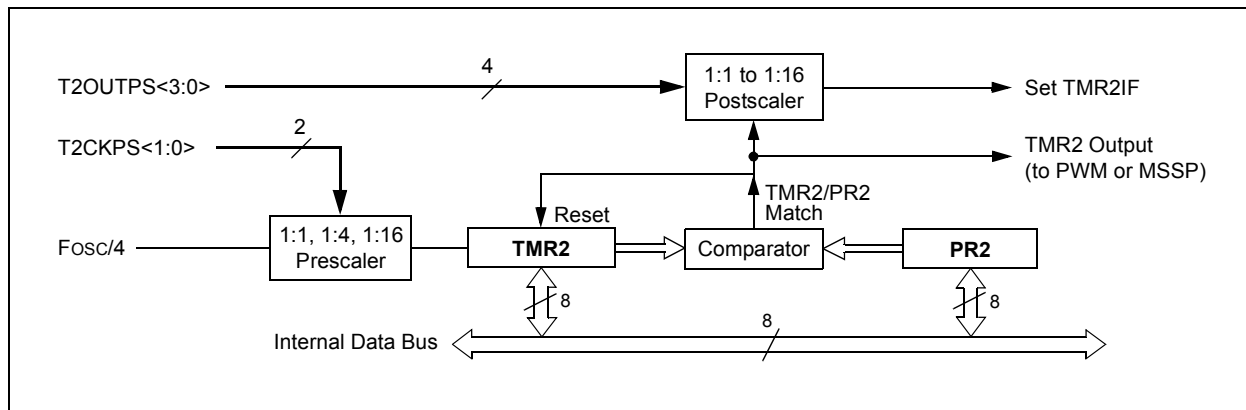 T2OUTPS<3:0>
4
1:1 to 1:16
Postscaler
Set TMR2IF
T2CKPS<1:0>
2
TMR2 Output
(to PWM or MSSP)
TMR2/PR2
Match
Reset
FOSC/4
1:1, 1:4, 1:16
Prescaler
TMR2
Comparator
PR2
8
8
8
Internal Data Bus